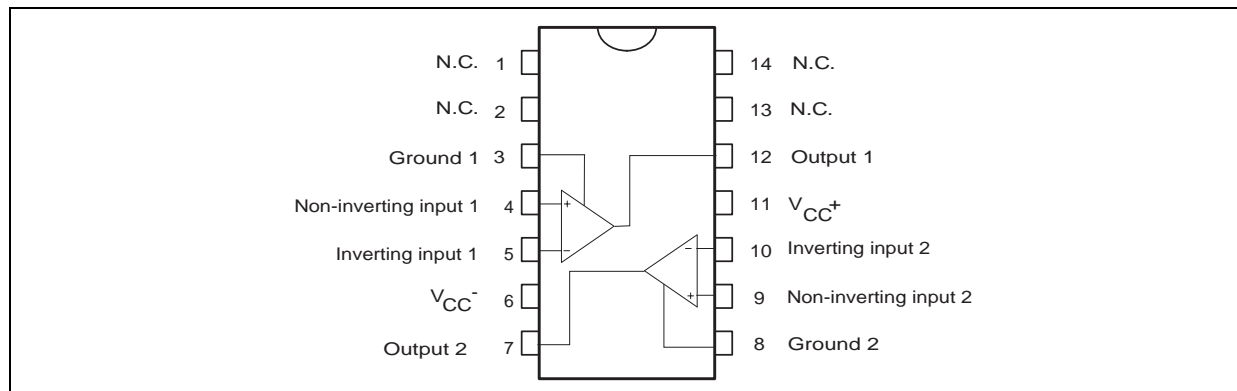 N.C. 1
N.C. 2
Ground 1 3
Non-inverting input 1 4
+
Inverting input 1 5
−
VCC- 6
Output 2 7
14 N.C.
13 N.C.
12 Output 1
11 VCC+
10 Inverting input 2
−
9 Non-inverting input 2
+
8 Ground 2